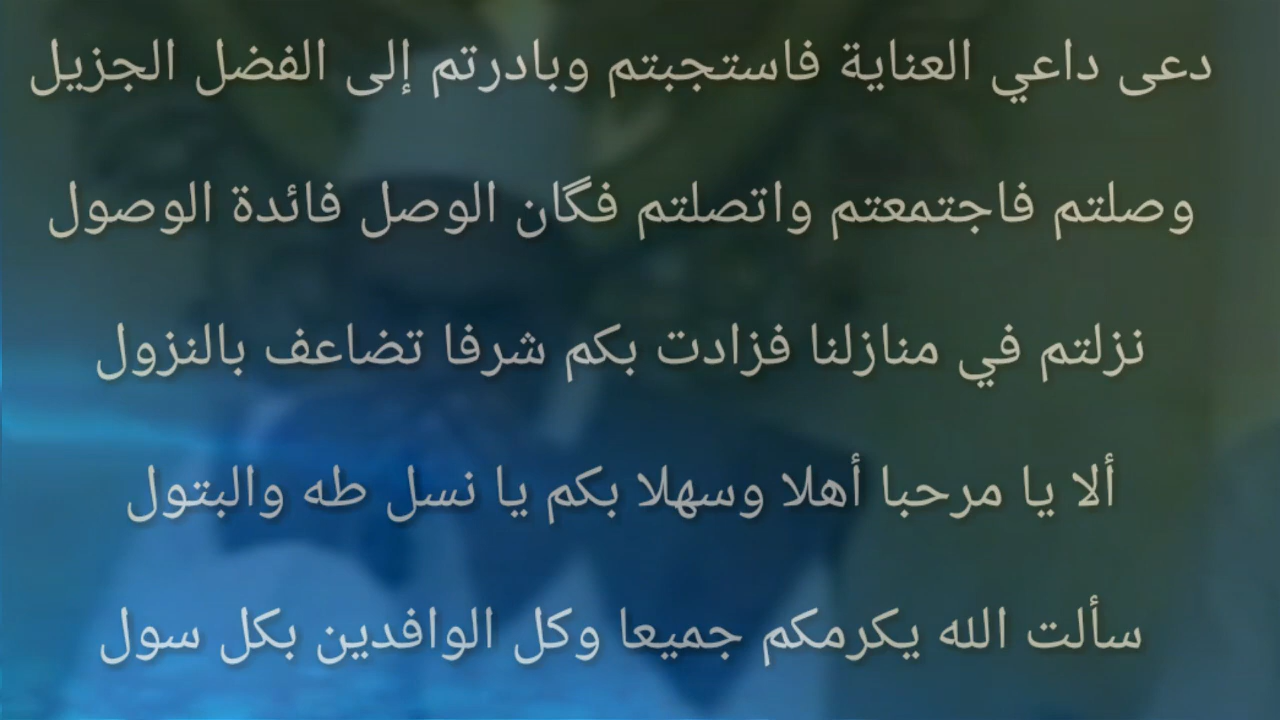 دعى داعي العناية فاستجبتم وبادرتم إلى الفضل الجزيل
وصلتم فاجتمعتم واتصلتم فگان الوصل فائدة الوصول
نزلتم في منازلنا فزادت بكم شرفا تضاعف بالنزول
ألا يا مرحبا أهلا وسهلا بكم يا نسل طه والبتول
سألت الله يكرمكم جميعا وكل الوافدين بكل سول